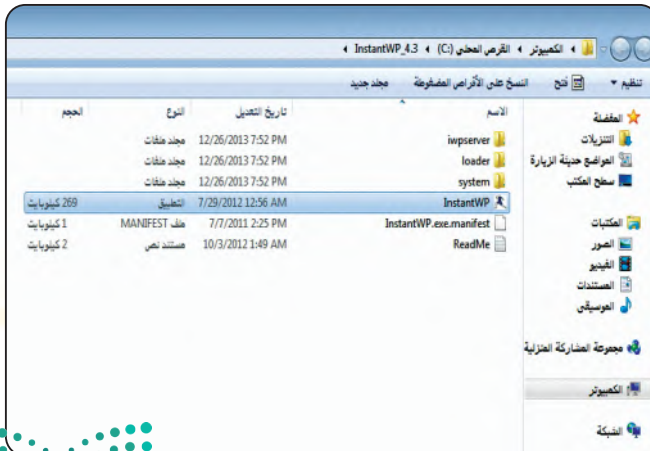 الكمبيوتر ◂ القرص المحلي (C:) ◂ InstantWP_4.3 ◂
تنظيم فتح النسخ على الأقراص المضغوطة مجلد جديد
الاسم تاريخ التعديل النوع الحجم
iwpserver 12/26/2013 7:52 PM مجلد ملفات
loader 12/26/2013 7:52 PM مجلد ملفات
system 12/26/2013 7:52 PM مجلد ملفات
InstantWP 7/29/2012 12:56 AM التطبيق 269 كيلوبايت
InstantWP.exe.manifest 7/7/2011 2:25 PM ملف MANIFEST 1 كيلوبايت
ReadMe 10/3/2012 1:49 AM مستند نص 2 كيلوبايت
المفضلة
التنزيلات
المواضع حديثة الزيارة
سطح المكتب
المكتبات
الصور
الفيديو
المستندات
الموسيقى
مجموعة المشاركة المنزلية
الكمبيوتر
الشبكة